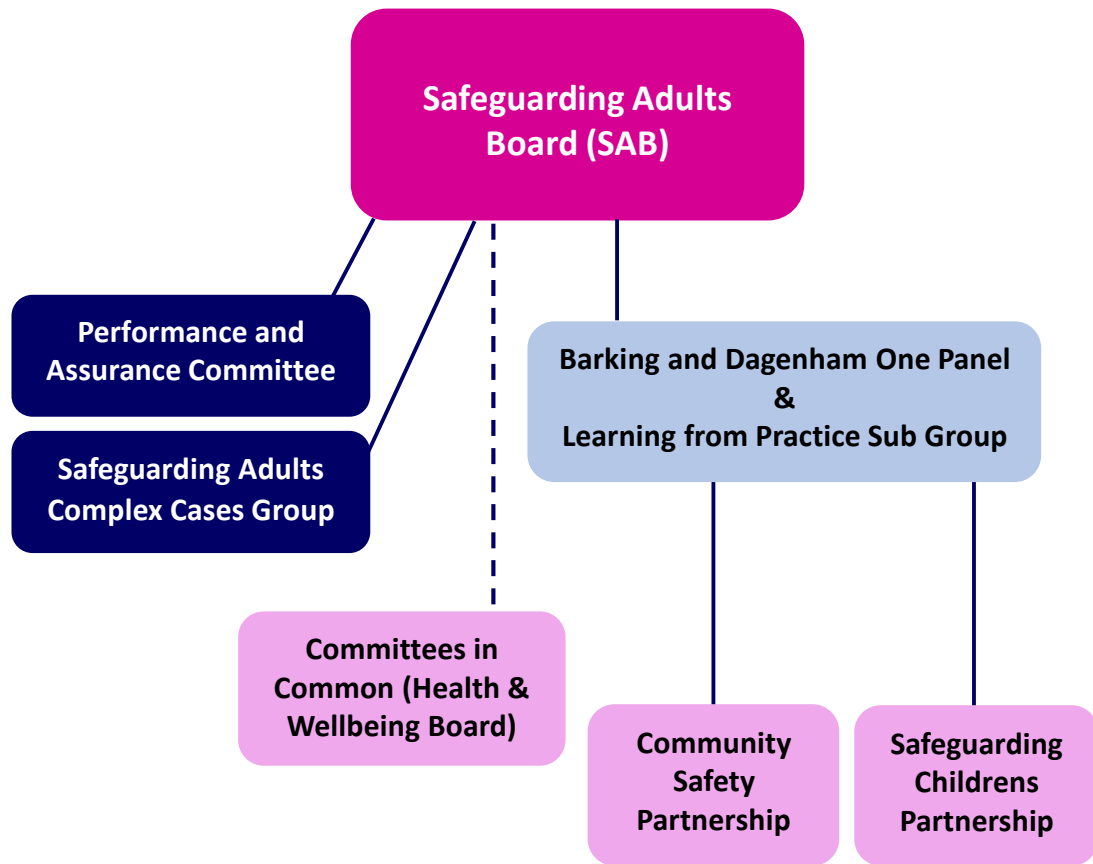 Safeguarding Adults
Board (SAB)
Performance and
Assurance Committee
Safeguarding Adults
Complex Cases Group
Barking and Dagenham One Panel
&
Learning from Practice Sub Group
Committees in
Common (Health &
Wellbeing Board)
Community
Safety
Partnership
Safeguarding
Childrens
Partnership